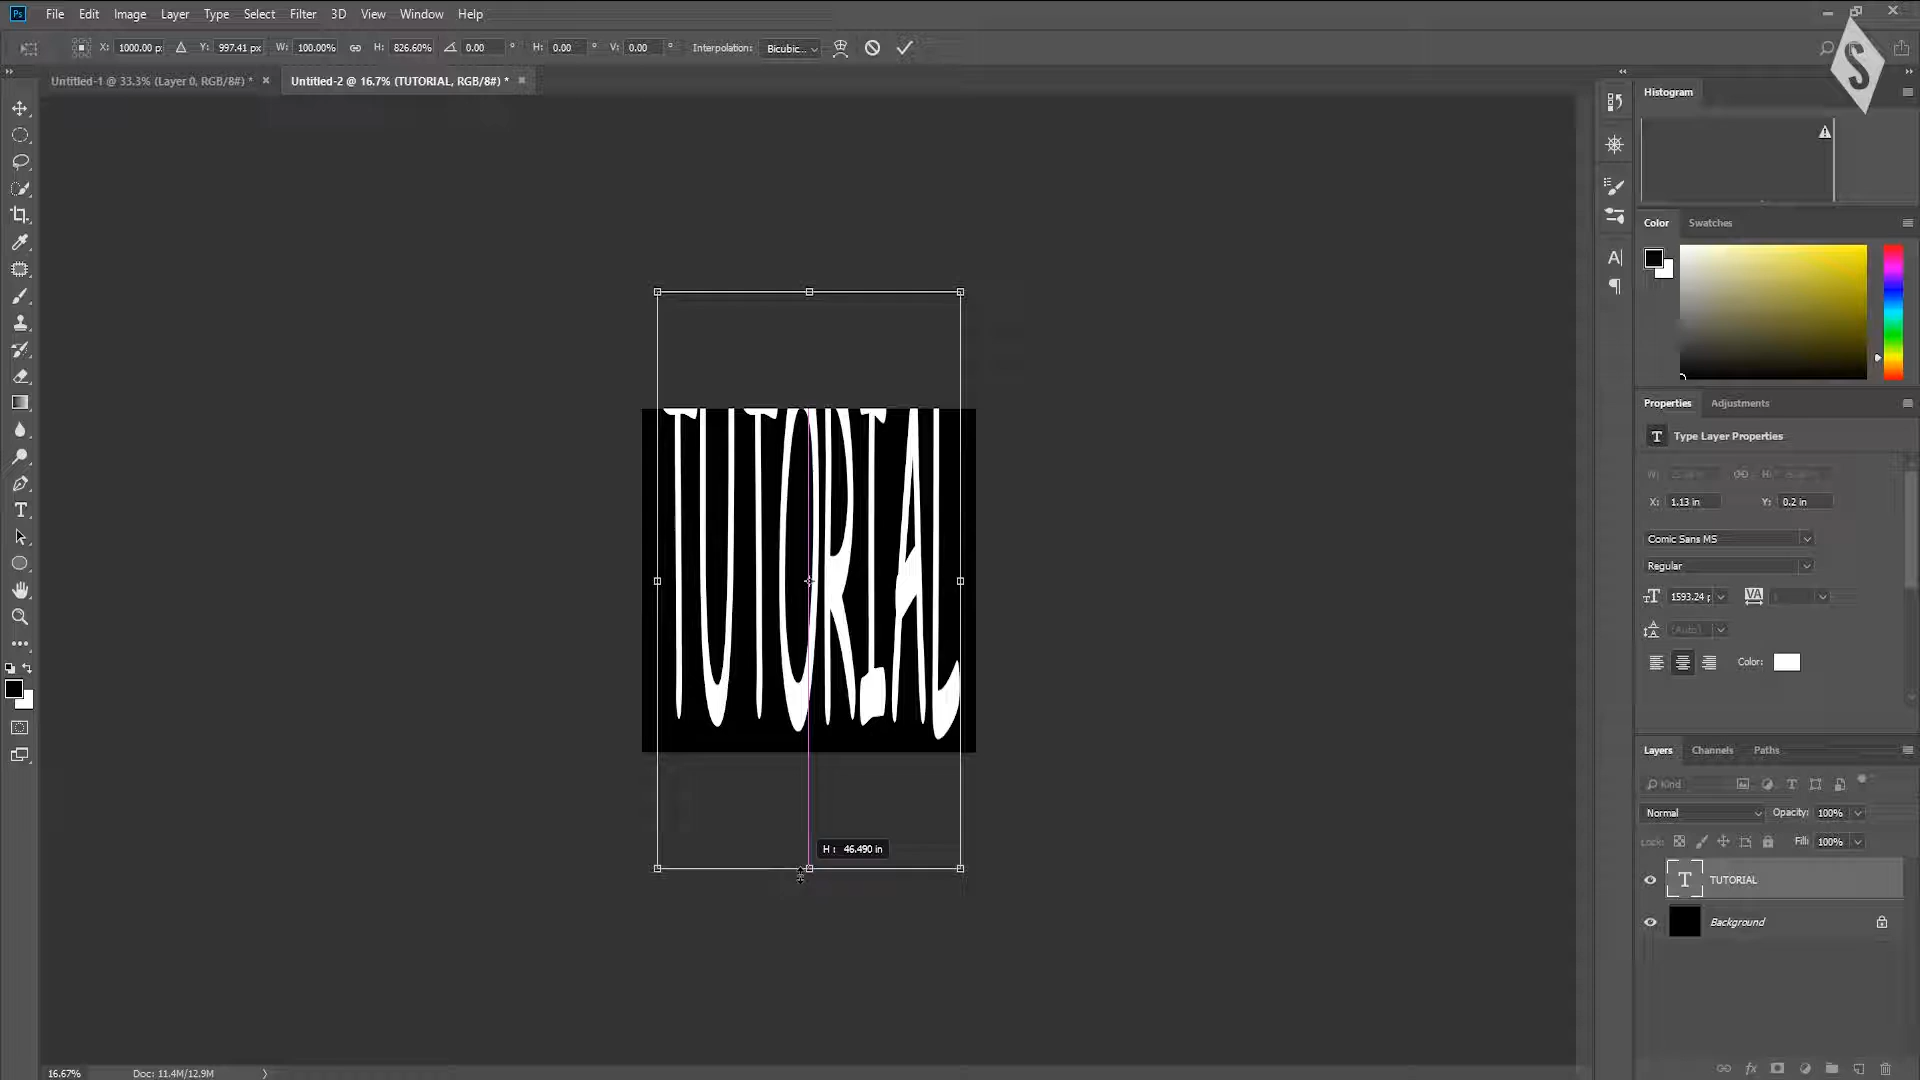 Ps File Edit Image Layer Type Select Filter 3D View Window Help
X: 1000.00 p Y: 997.41 px W: 100.00% H: 826.60% 0.00 ° H: 0.00 ° V: 0.00 ° Interpolation: Bicubic...
S
Untitled-1 @ 33.3% (Layer 0, RGB/8#) * × Untitled-2 @ 16.7% (TUTORIAL, RGB/8#) * ×
Histogram
Color Swatches
TUTORIAL
H : 46.490 in
Properties Adjustments
T Type Layer Properties
W: H:
X: 1.13 in Y: 0.2 in
Comic Sans MS
Regular
1593.24 p
(Auto)
Color:
Layers Channels Paths
Kind
Normal Opacity: 100%
Lock: Fill: 100%
T TUTORIAL
Background
16.67% Doc: 11.4M/12.9M